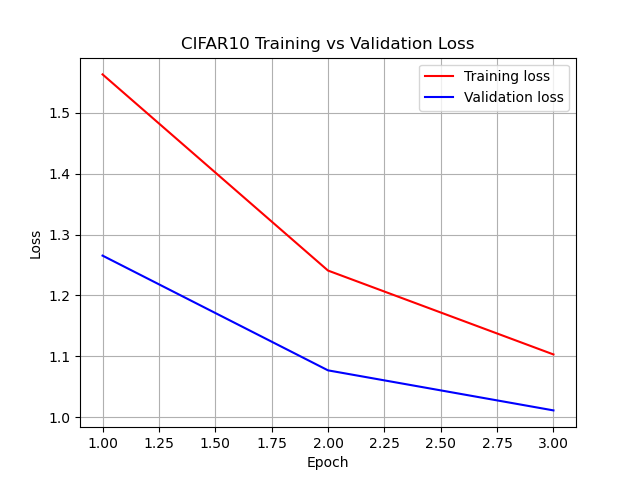 CIFAR10 Training vs Validation Loss
Training loss
Validation loss
Loss
1.5
1.4
1.3
1.2
1.1
1.0
1.00 1.25 1.50 1.75 2.00 2.25 2.50 2.75 3.00
Epoch